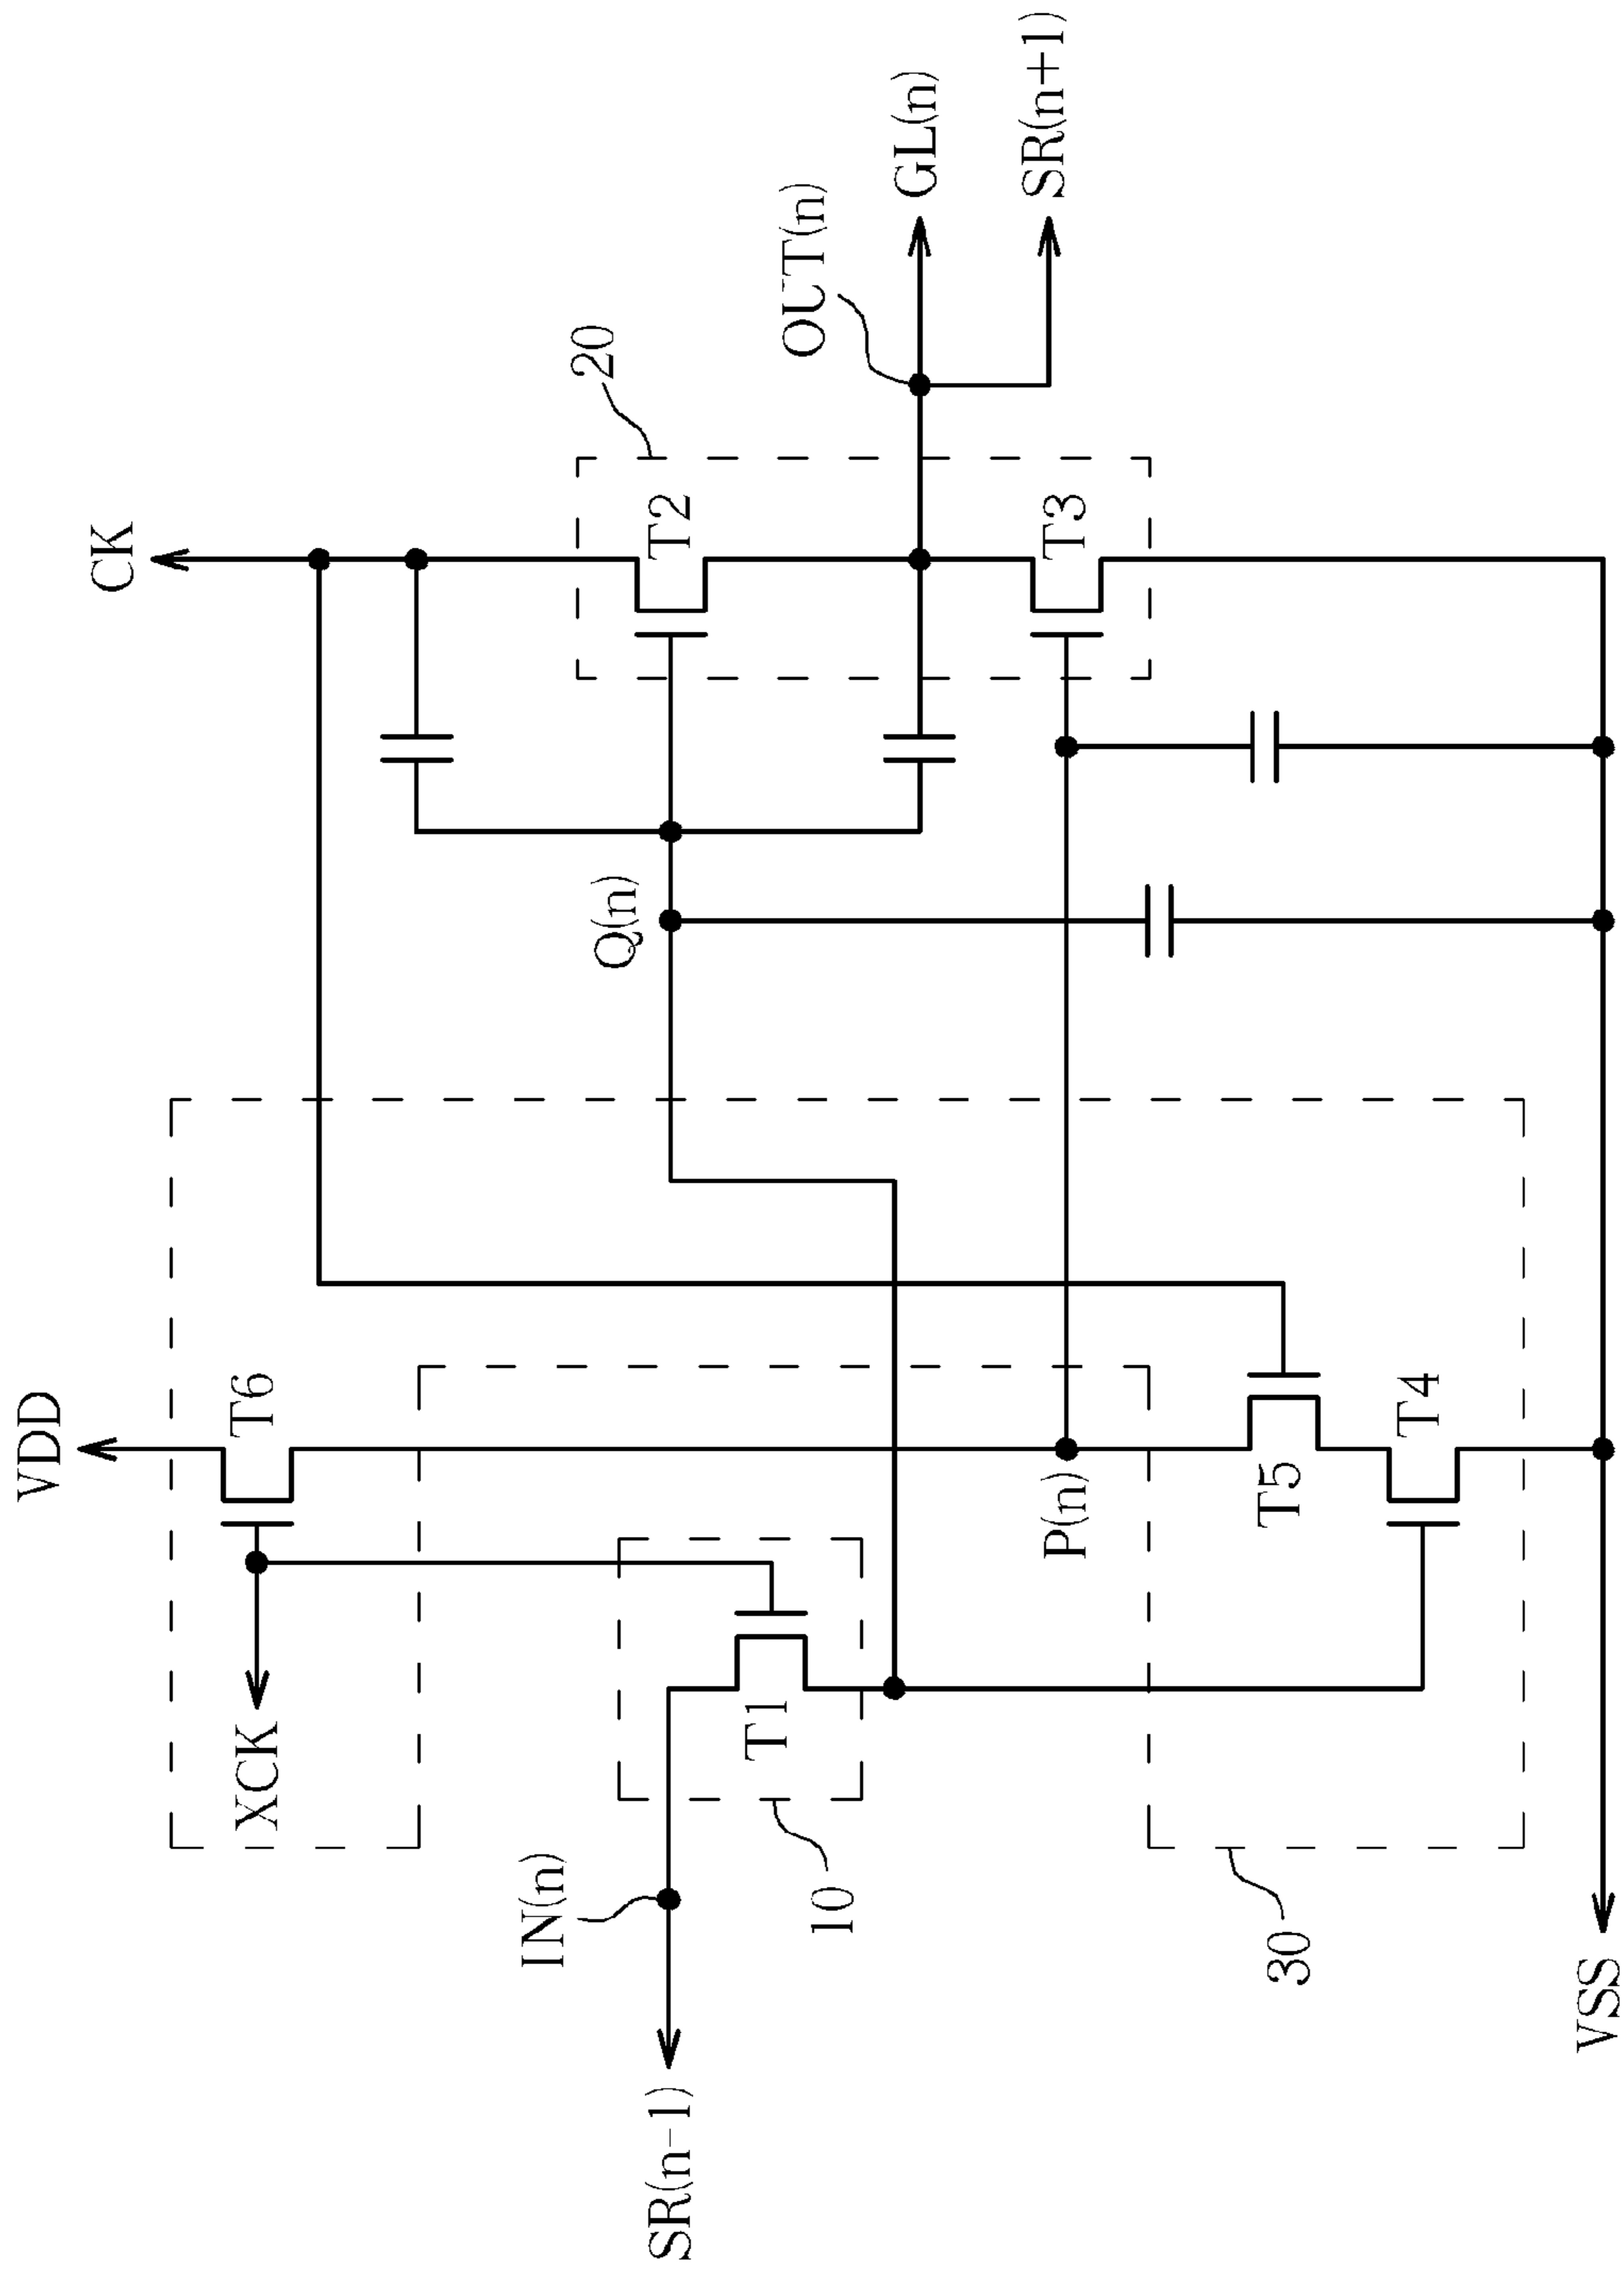 VDD
CK
T6
XCK
20
T2
OUT(n)
GL(n)
SR(n+1)
Q(n)
IN(n)
SR(n-1)
T1
10
P(n)
T3
T5
T4
30
VSS